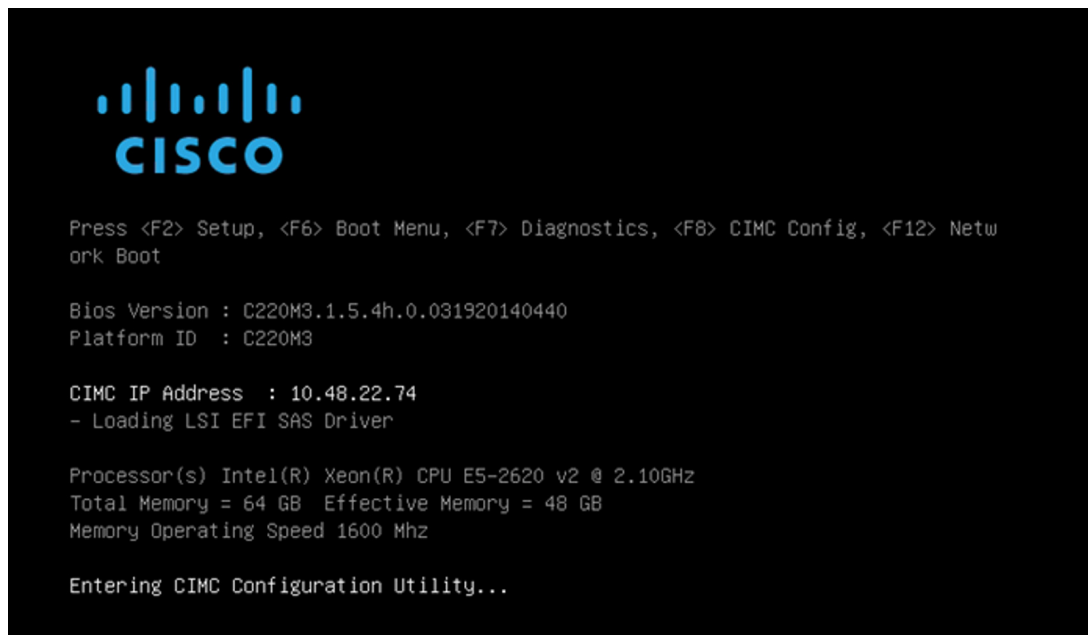 CISCO
Press <F2> Setup, <F6> Boot Menu, <F7> Diagnostics, <F8> CIMC Config, <F12> Netw
ork Boot
Bios Version : C220M3.1.5.4h.0.031920140440
Platform ID  : C220M3
CIMC IP Address  : 10.48.22.74
- Loading LSI EFI SAS Driver
Processor(s) Intel(R) Xeon(R) CPU E5-2620 v2 @ 2.10GHz
Total Memory = 64 GB  Effective Memory = 48 GB
Memory Operating Speed 1600 Mhz
Entering CIMC Configuration Utility...